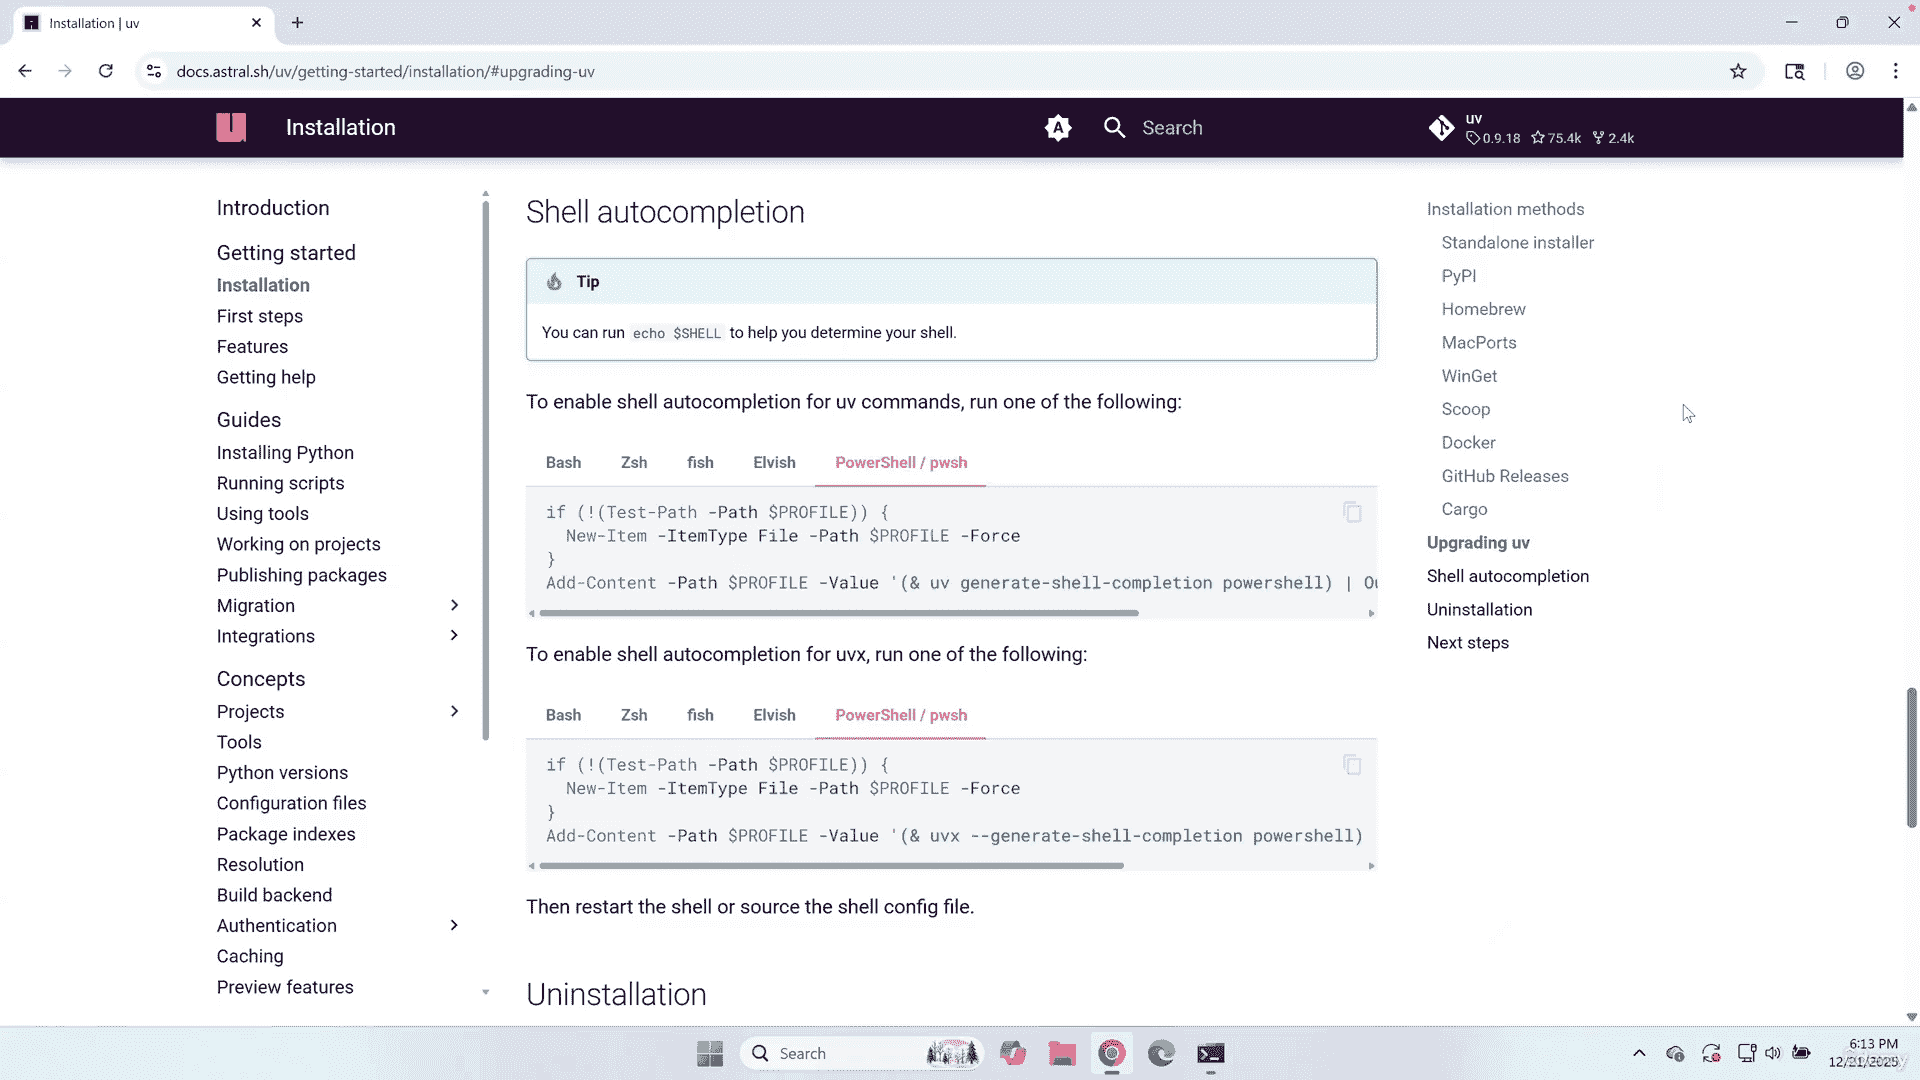 Installation | uv
docs.astral.sh/uv/getting-started/installation/#upgrading-uv
Installation
A
Search
uv
0.9.18 75.4k 2.4k
Introduction
Getting started
Installation
First steps
Features
Getting help
Guides
Installing Python
Running scripts
Using tools
Working on projects
Publishing packages
Migration
Integrations
Concepts
Projects
Tools
Python versions
Configuration files
Package indexes
Resolution
Build backend
Authentication
Caching
Preview features
Shell autocompletion
Tip
You can run echo $SHELL to help you determine your shell.
To enable shell autocompletion for uv commands, run one of the following:
Bash Zsh fish Elvish PowerShell / pwsh
if (!(Test-Path -Path $PROFILE)) {
New-Item -ItemType File -Path $PROFILE -Force
}
Add-Content -Path $PROFILE -Value '(& uv generate-shell-completion powershell) | Ou
To enable shell autocompletion for uvx, run one of the following:
Bash Zsh fish Elvish PowerShell / pwsh
if (!(Test-Path -Path $PROFILE)) {
New-Item -ItemType File -Path $PROFILE -Force
}
Add-Content -Path $PROFILE -Value '(& uvx --generate-shell-completion powershell)
Then restart the shell or source the shell config file.
Uninstallation
Installation methods
Standalone installer
PyPI
Homebrew
MacPorts
WinGet
Scoop
Docker
GitHub Releases
Cargo
Upgrading uv
Shell autocompletion
Uninstallation
Next steps
Search
6:13 PM
12/21/2025